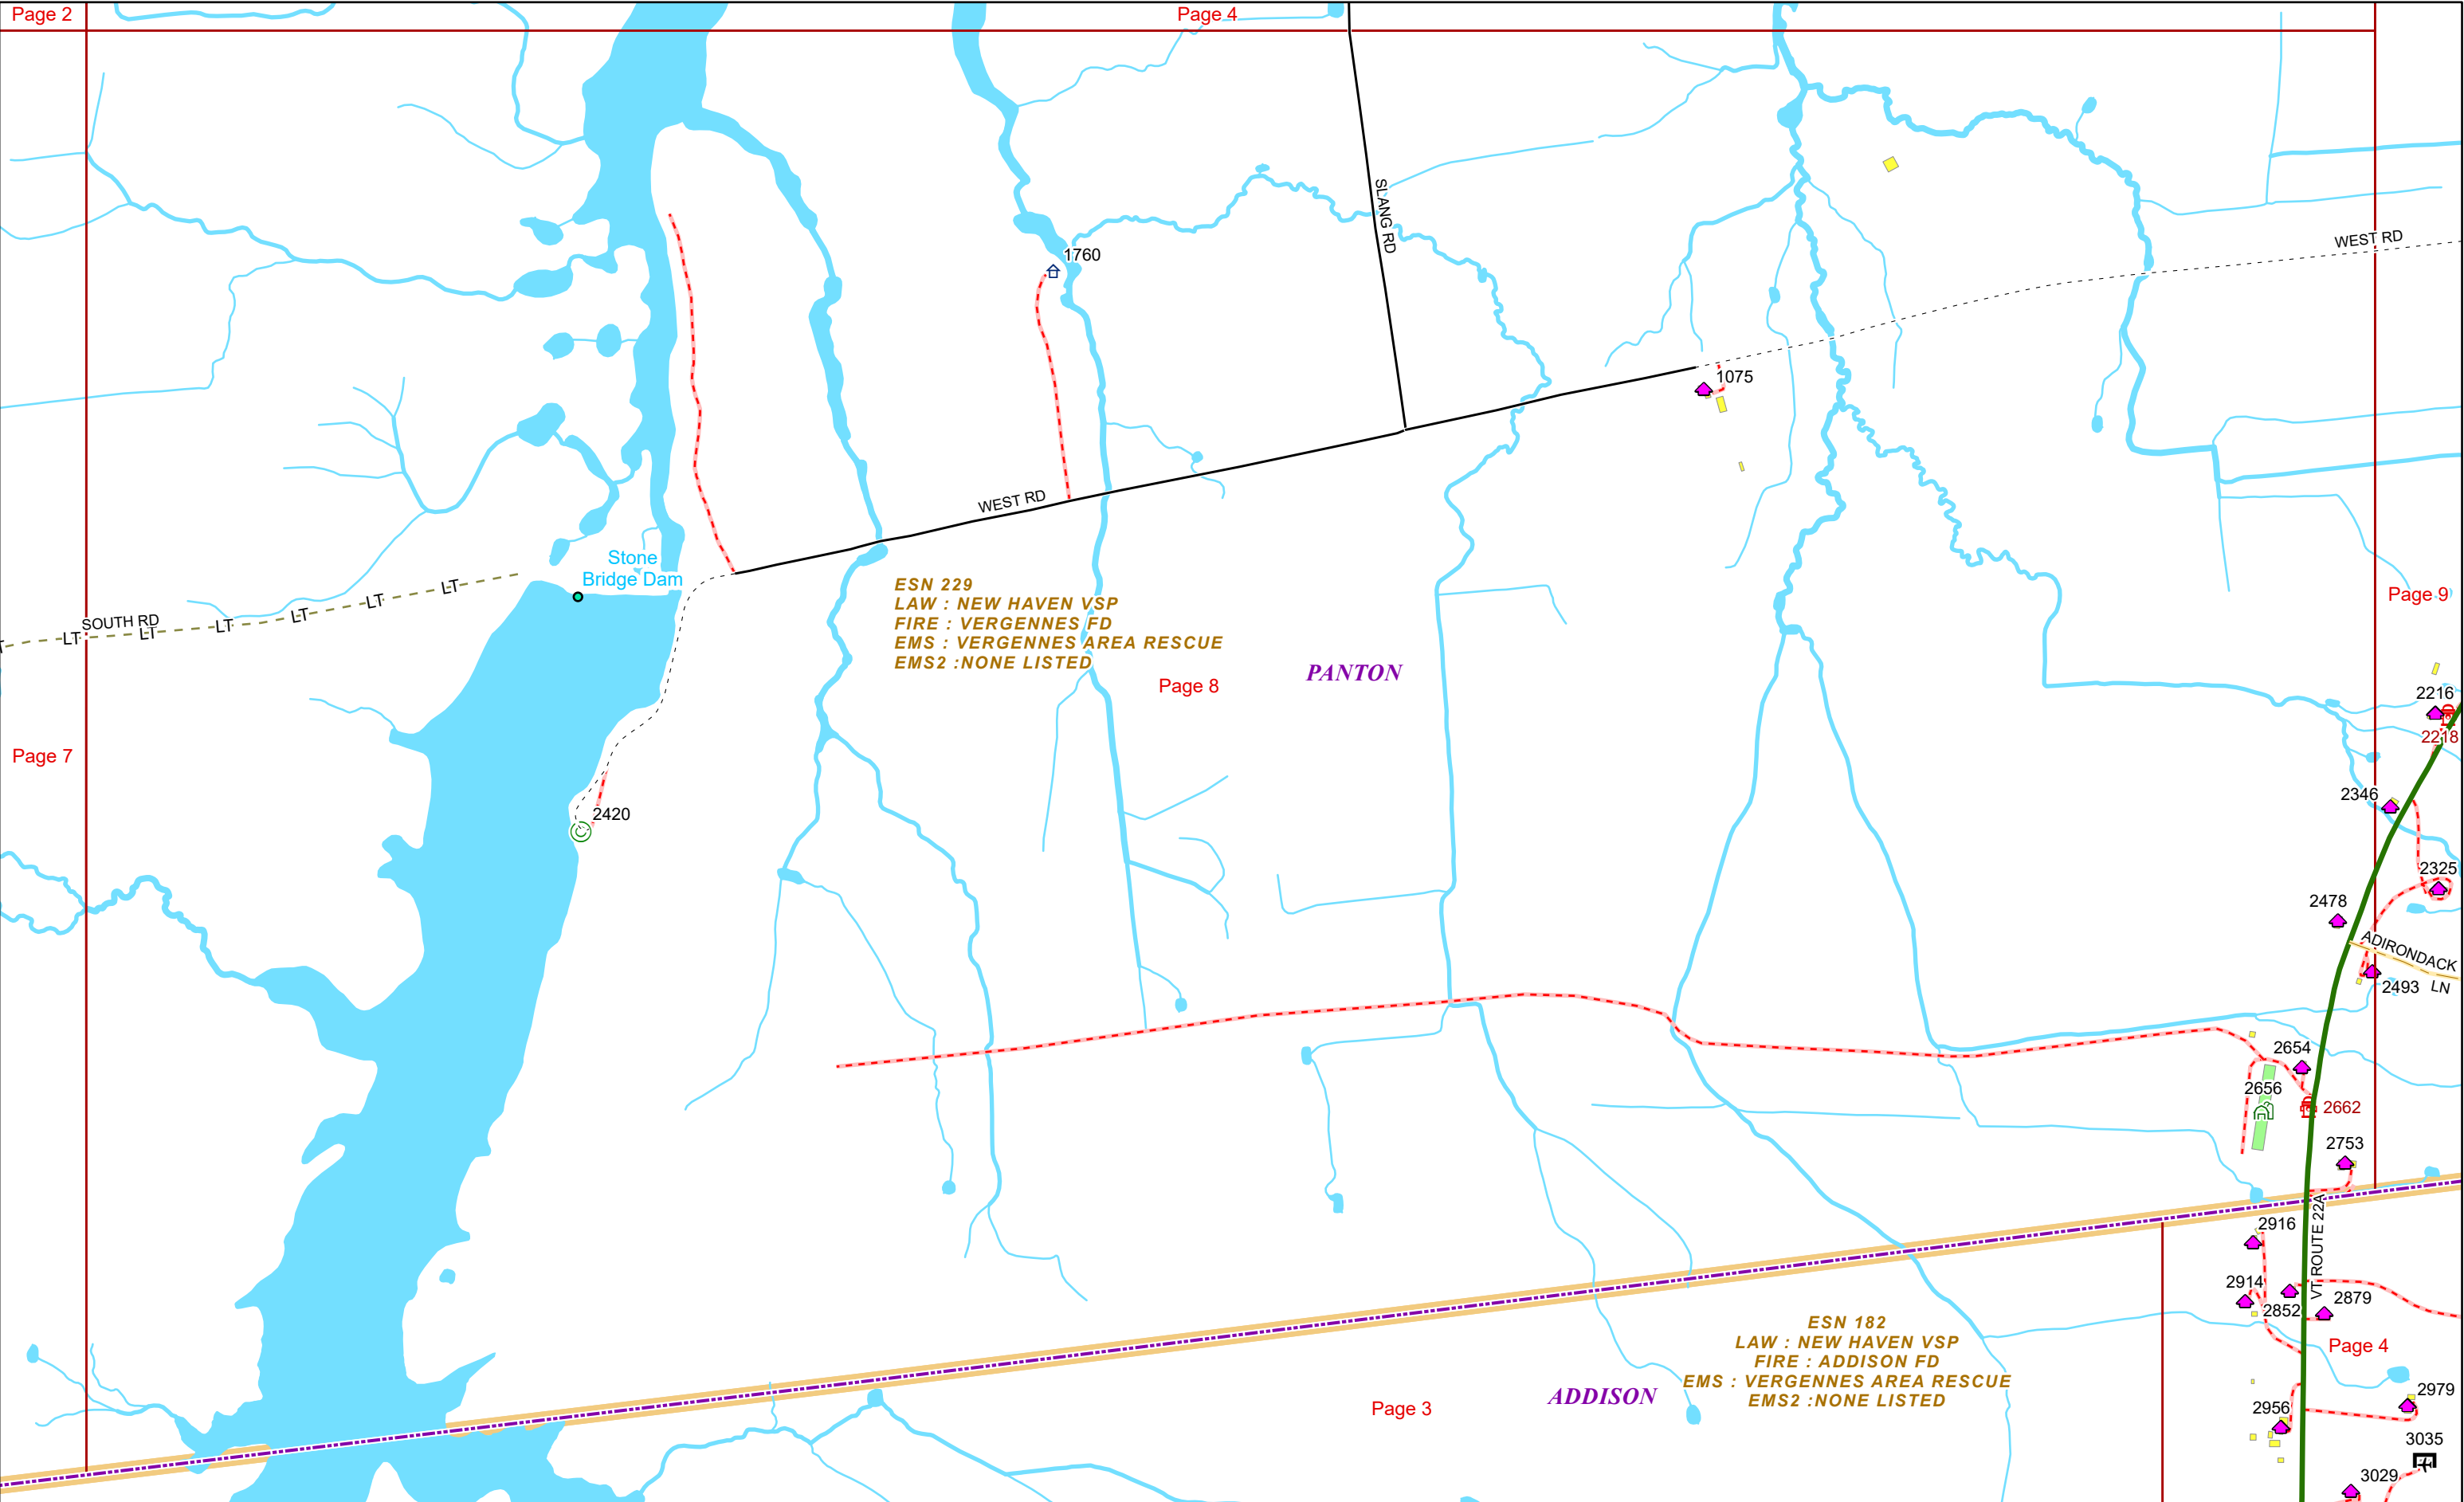 Page 2
Page 4
SLANG RD
WEST RD
1760
1075
WEST RD
Stone
Bridge Dam
SOUTH RD
LT LT LT LT LT LT
ESN 229
LAW : NEW HAVEN VSP
FIRE : VERGENNES FD
EMS : VERGENNES AREA RESCUE
EMS2 :NONE LISTED
Page 9
PANTON
Page 8
2216
2218
Page 7
2346
2420
2325
2478
ADIRONDACK LN
2493
2654
2656
2662
2753
VT ROUTE 22A
2916
2914
2852
2879
ESN 182
LAW : NEW HAVEN VSP
FIRE : ADDISON FD
EMS : VERGENNES AREA RESCUE
EMS2 :NONE LISTED
Page 4
ADDISON
Page 3
2979
2956
3035
3029